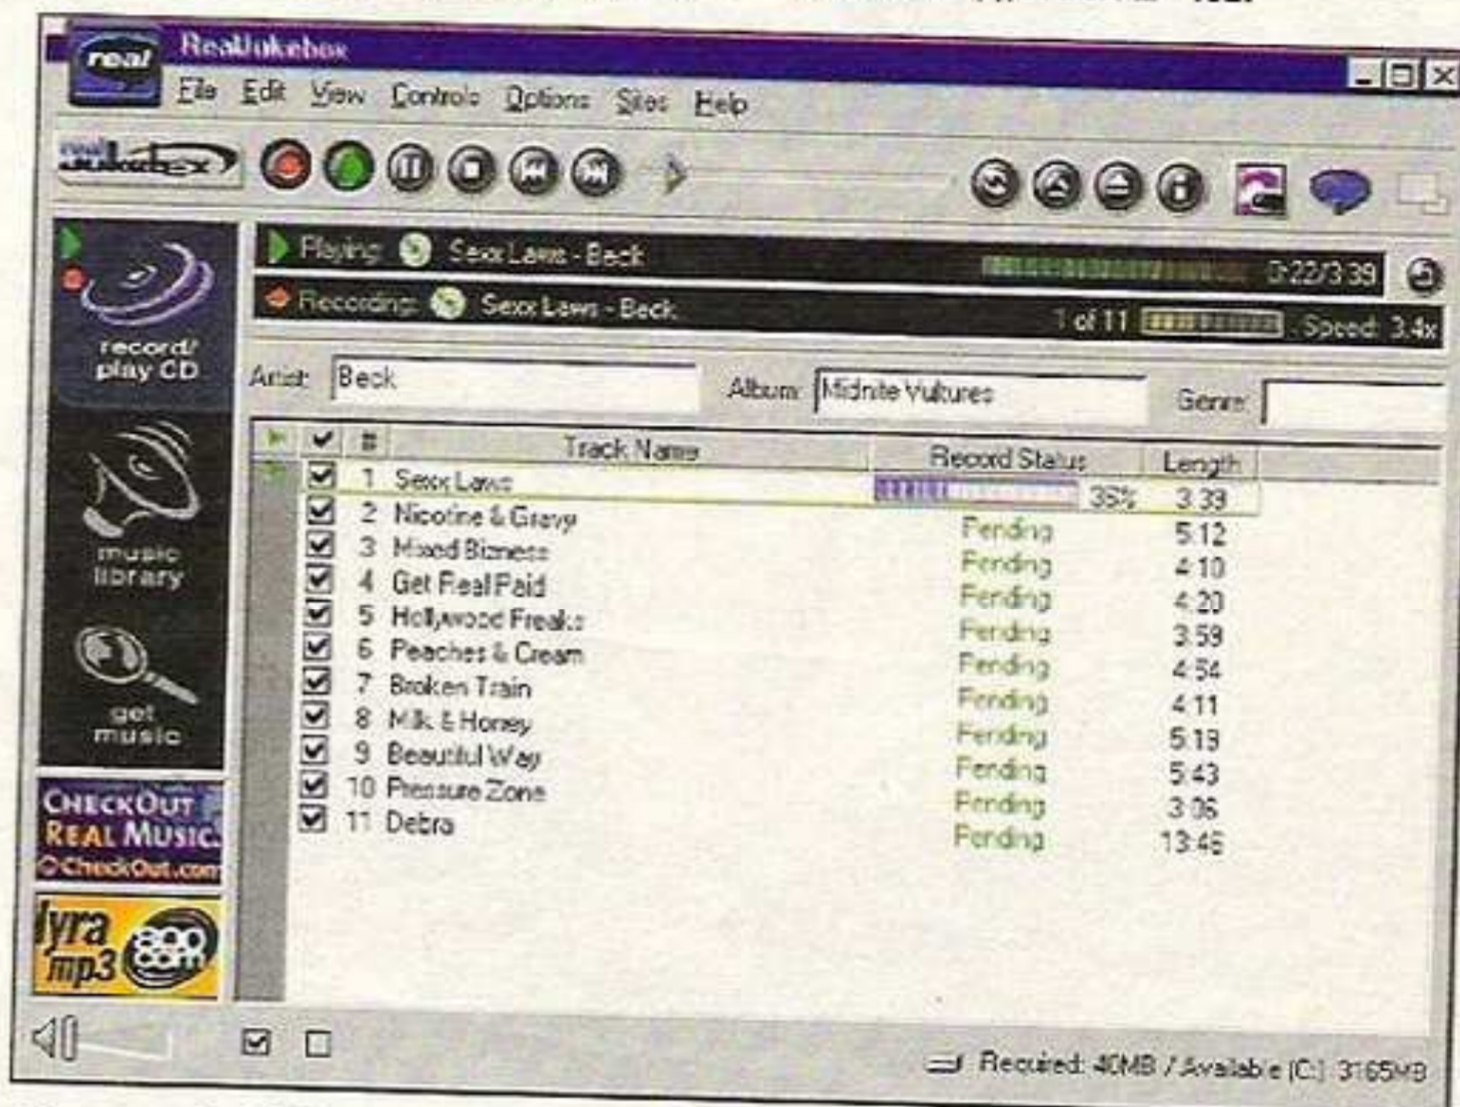 real RealJukebox
File Edit View Controls Options Sites Help
real Jukebox
Playing: Sexx Laws - Beck 0:22/3:39
Recording: Sexx Laws - Beck 1 of 11 Speed: 3.4x
record/
play CD
music
library
get
music
CHECKOUT
REAL MUSIC.
CheckOut.com
lyra
mp3
Artist: Beck Album: Midnite Vultures Genre:
# Track Name Record Status Length
1 Sexx Laws 36% 3:39
2 Nicotine & Gravy Pending 5:12
3 Mixed Bizness Pending 4:10
4 Get Real Paid Pending 4:20
5 Hollywood Freaks Pending 3:59
6 Peaches & Cream Pending 4:54
7 Broken Train Pending 4:11
8 Milk & Honey Pending 5:19
9 Beautiful Way Pending 5:43
10 Pressure Zone Pending 3:06
11 Debra Pending 13:46
Required: 40MB / Available (C:) 3165MB